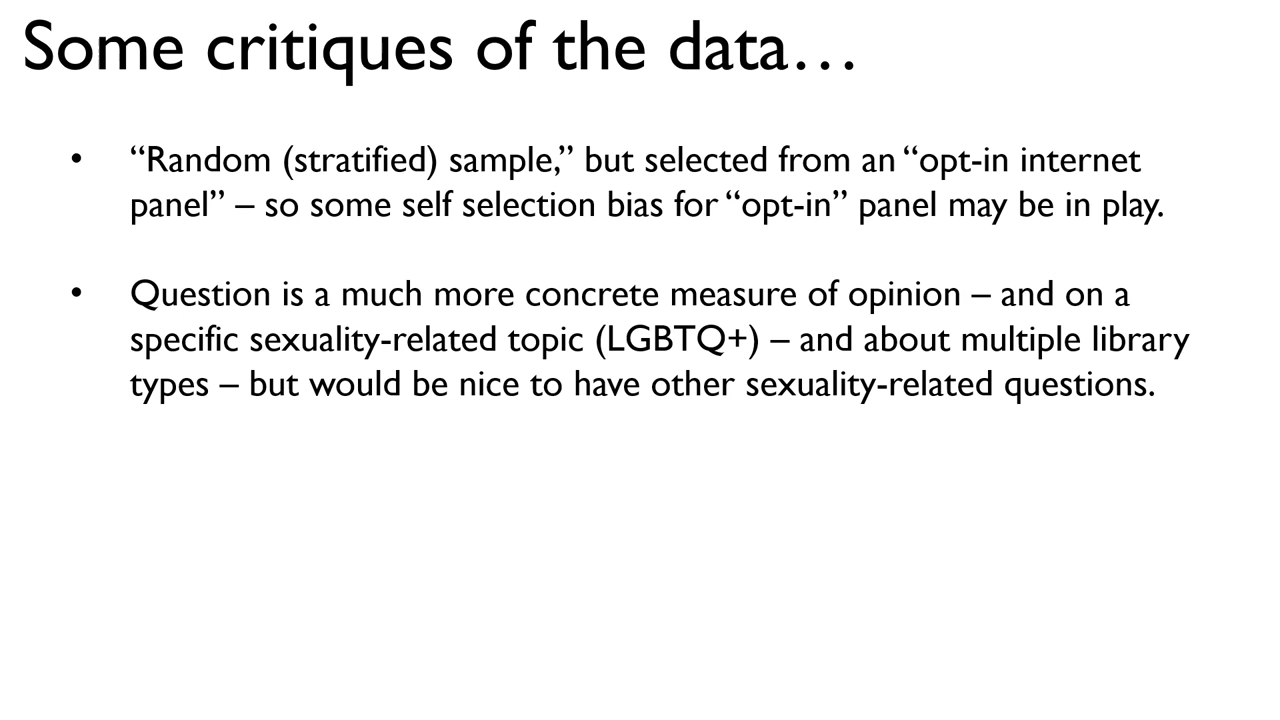 Some critiques of the data…
• “Random (stratified) sample,” but selected from an “opt-in internet
panel” – so some self selection bias for “opt-in” panel may be in play.
• Question is a much more concrete measure of opinion – and on a
specific sexuality-related topic (LGBTQ+) – and about multiple library
types – but would be nice to have other sexuality-related questions.